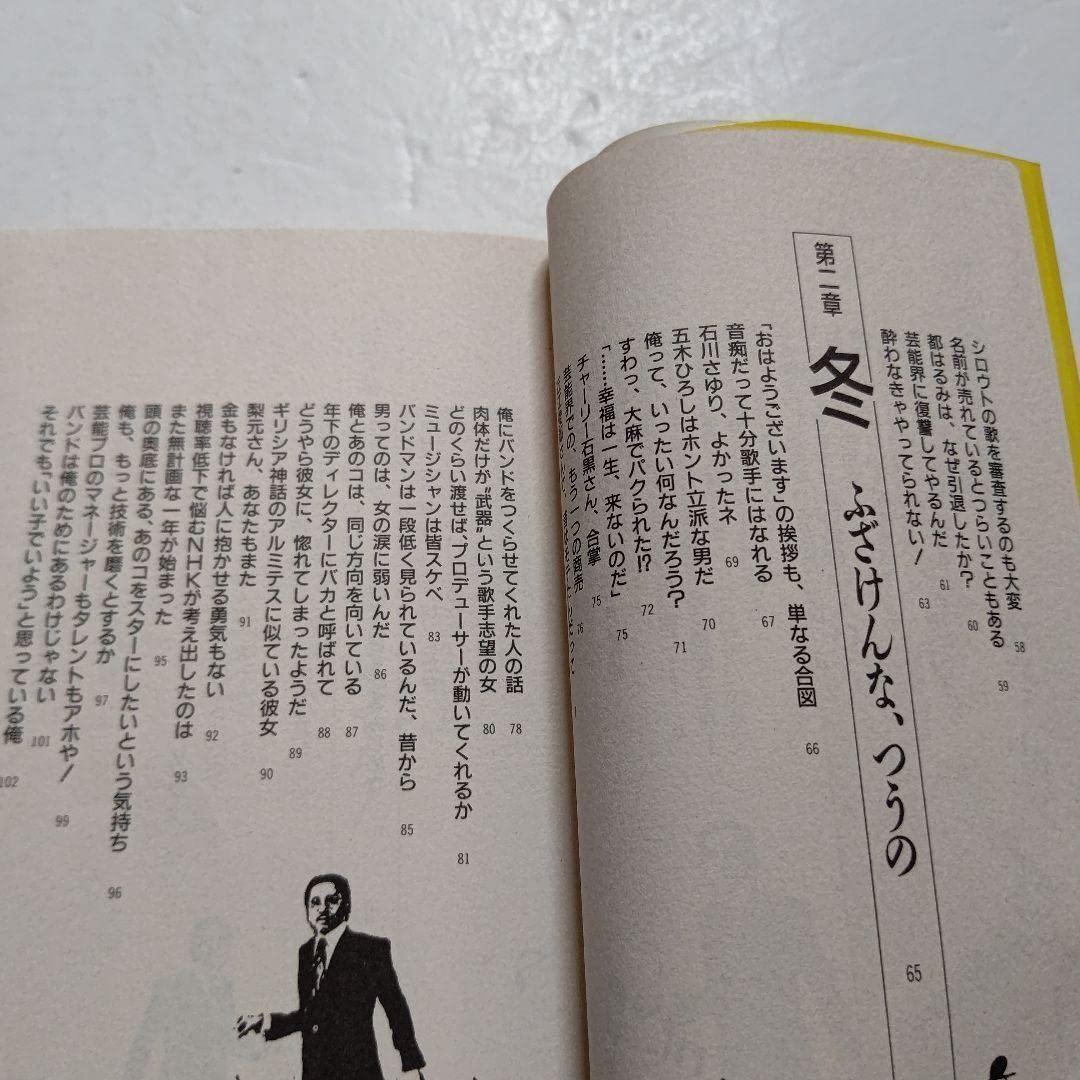 シロウトの歌を審査するのも大変 58
名前が売れているとつらいこともある 59
都はるみは、なぜ引退したか? 60
芸能界に復讐してやるんだ 61
酔わなきゃやってられない! 63
第二章 冬 ふざけんな、つうの 65
「おはようございます」の挨拶も、単なる合図 66
音痴だって十分歌手にはなれる 67
石川さゆり、よかったネ 69
五木ひろしはホント立派な男だ 70
俺って、いったい何なんだろう? 71
すわっ、大麻でパクられた!? 72
「……幸福は一生、来ないのだ」 75
チャーリー石黒さん、合掌 75
芸能界での、もう一つの商売 76
俺にバンドをつくらせてくれた人の話 78
肉体だけが“武器”という歌手志望の女 80
どのくらい渡せば、プロデューサーが動いてくれるか 81
ミュージシャンは皆スケベ 83
バンドマンは一段低く見られているんだ、昔から 85
男ってのは、女の涙に弱いんだ 86
俺とあのコは、同じ方向を向いている 87
年下のディレクターにバカと呼ばれて 88
どうやら彼女に、惚れてしまったようだ 89
ギリシア神話のアルミテスに似ている彼女 90
梨元さん、あなたもまた 91
金もなければ人に抱かせる勇気もない 92
視聴率低下で悩むNHKが考え出したのは 93
また無計画な一年が始まった 95
頭の奥底にある、あのコをスターにしたいという気持ち 96
俺も、もっと技術を磨くとするか 97
芸能プロのマネージャーもタレントもアホや! 99
バンドは俺のためにあるわけじゃない 101
それでも“いい子でいよう”と思っている俺 102